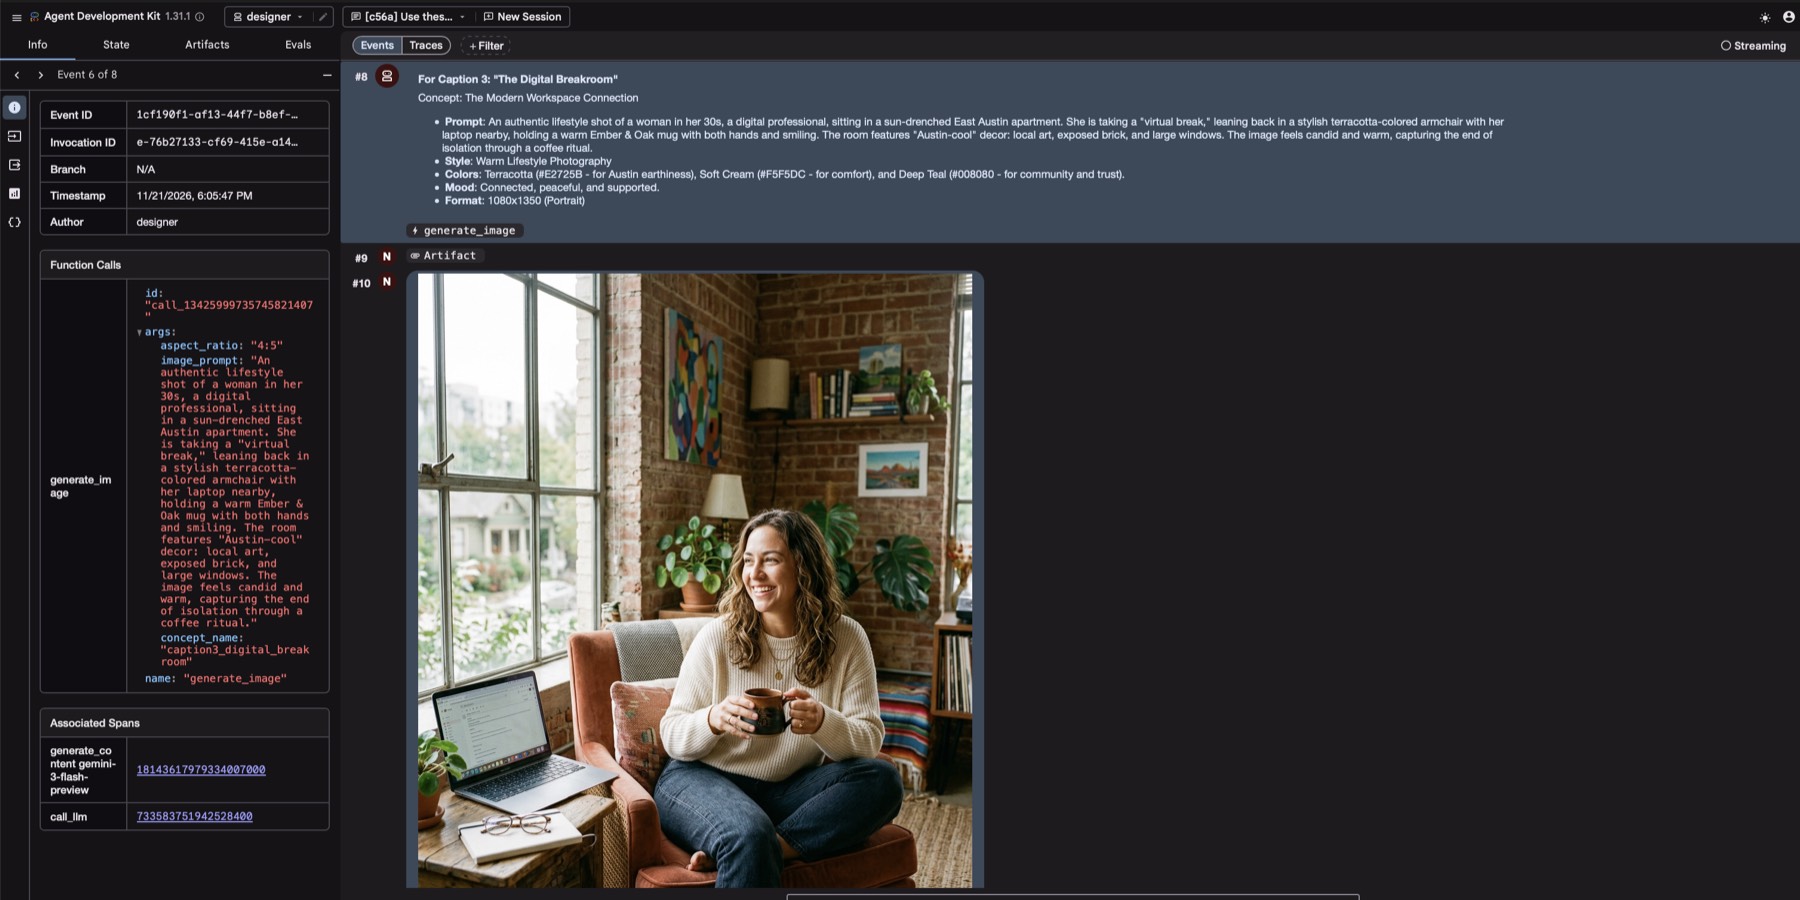 Agent Development Kit 1.31.1
designer
[c56a] Use thes...
New Session
Info
State
Artifacts
Evals
Events
Traces
+ Filter
Streaming
Event 6 of 8
Event ID
1cf190f1-af13-44f7-b8ef-…
Invocation ID
e-76b27133-cf69-415e-a14…
Branch
N/A
Timestamp
11/21/2026, 6:05:47 PM
Author
designer
Function Calls
generate_im
age
id:
"call_13425999735745821407
"
args:
aspect_ratio: "4:5"
image_prompt: "An
authentic lifestyle
shot of a woman in her
30s, a digital
professional, sitting
in a sun-drenched East
Austin apartment. She
is taking a "virtual
break," leaning back in
a stylish terracotta-
colored armchair with
her laptop nearby,
holding a warm Ember &
Oak mug with both hands
and smiling. The room
features "Austin-cool"
decor: local art,
exposed brick, and
large windows. The
image feels candid and
warm, capturing the end
of isolation through a
coffee ritual."
concept_name:
"caption3_digital_break
room"
name: "generate_image"
Associated Spans
generate_co
ntent gemini-
3-flash-
preview
18143617979334007000
call_llm
733583751942528400
#8
For Caption 3: "The Digital Breakroom"
Concept: The Modern Workspace Connection
• Prompt: An authentic lifestyle shot of a woman in her 30s, a digital professional, sitting in a sun-drenched East Austin apartment. She is taking a "virtual break," leaning back in a stylish terracotta-colored armchair with her
laptop nearby, holding a warm Ember & Oak mug with both hands and smiling. The room features "Austin-cool" decor: local art, exposed brick, and large windows. The image feels candid and warm, capturing the end of
isolation through a coffee ritual.
• Style: Warm Lifestyle Photography
• Colors: Terracotta (#E2725B - for Austin earthiness), Soft Cream (#F5F5DC - for comfort), and Deep Teal (#008080 - for community and trust).
• Mood: Connected, peaceful, and supported.
• Format: 1080x1350 (Portrait)
generate_image
#9
N
Artifact
#10
N